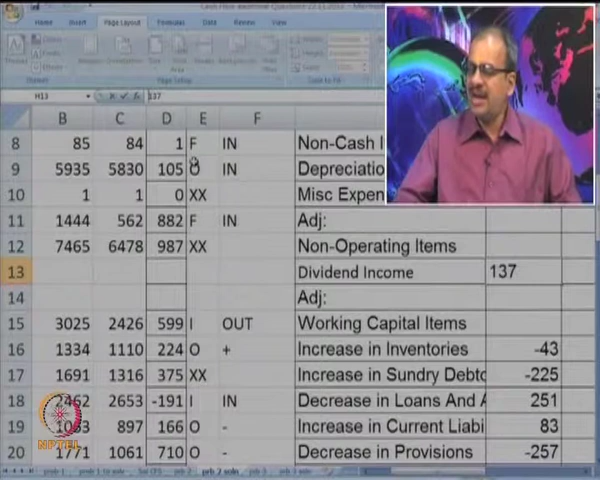 Home Insert Page Layout Formulas Data Review View
H13 137
B C D E F
8 85 84 1 F IN Non-Cash I
9 5935 5830 105 O IN Depreciatio
10 1 1 0 XX Misc Expen
11 1444 562 882 F IN Adj:
12 7465 6478 987 XX Non-Operating Items
13 Dividend Income 137
14 Adj:
15 3025 2426 599 I OUT Working Capital Items
16 1334 1110 224 O + Increase in Inventories -43
17 1691 1316 375 XX Increase in Sundry Debto -225
18 2462 2653 -191 I IN Decrease in Loans And A 251
19 1063 897 166 O - Increase in Current Liabi 83
20 1771 1061 710 O - Decrease in Provisions -257
NPTEL